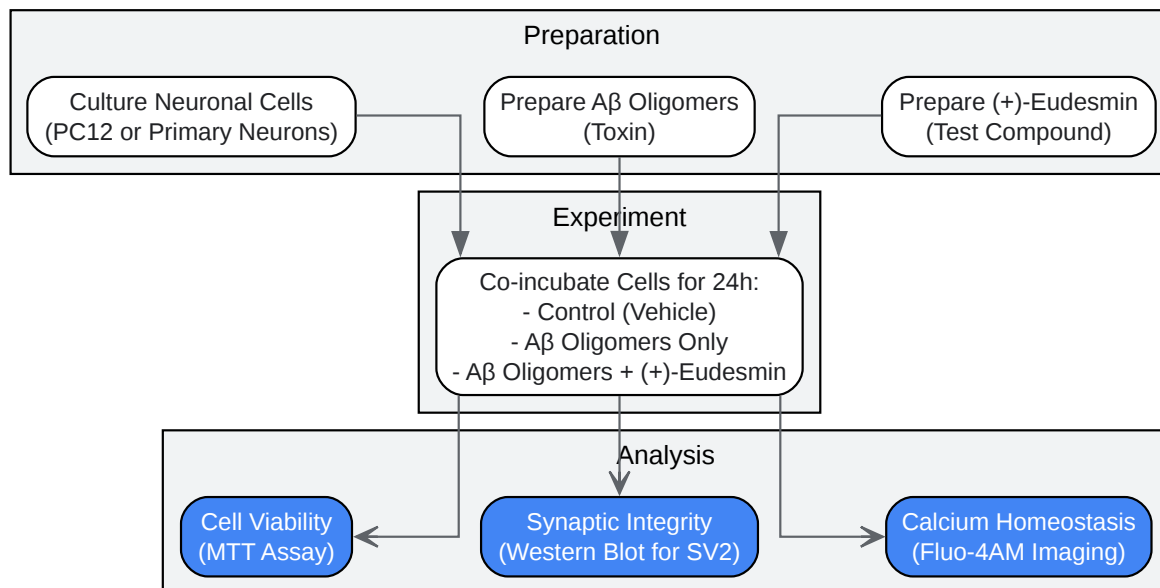 Preparation
Culture Neuronal Cells
(PC12 or Primary Neurons)
Prepare Aβ Oligomers
(Toxin)
Prepare (+)-Eudesmin
(Test Compound)
Experiment
Co-incubate Cells for 24h:
- Control (Vehicle)
- Aβ Oligomers Only
- Aβ Oligomers + (+)-Eudesmin
Analysis
Cell Viability
(MTT Assay)
Synaptic Integrity
(Western Blot for SV2)
Calcium Homeostasis
(Fluo-4AM Imaging)